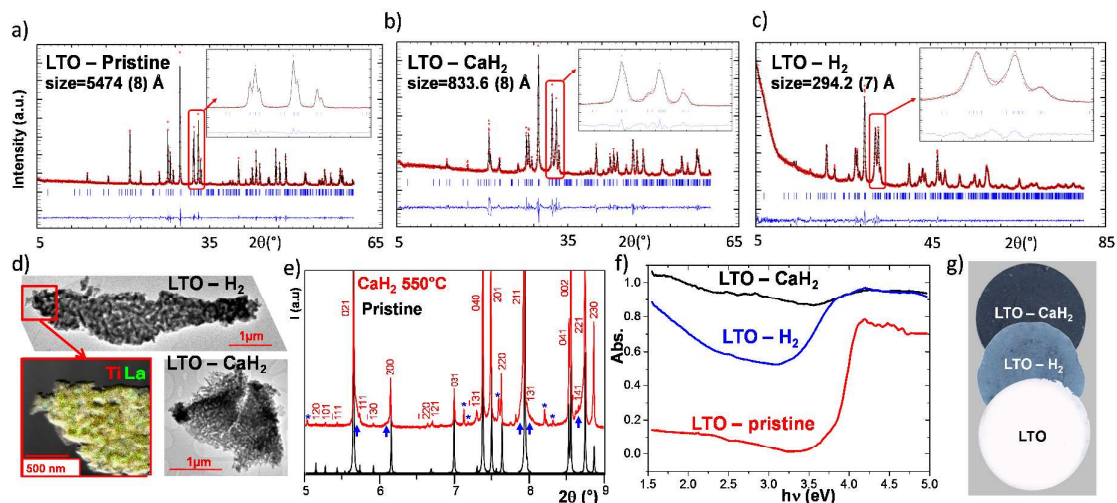 a)
LTO – Pristine
size=5474 (8) Å
Intensity (a.u.)
5
35
2θ(°)
65
b)
LTO – CaH2
size=833.6 (8) Å
5
35
2θ(°)
65
c)
LTO – H2
size=294.2 (7) Å
5
45
2θ(°)
85
d)
LTO – H2
1µm
Ti La
500 nm
LTO – CaH2
1µm
e)
CaH2 550°C
Pristine
I (a.u)
021
040
201
211
002
221
230
200
220
041
031
*
120
101
111
111
130
220
121
*
131
*
131
*
*
141
5
6
7
8
9
2θ (°)
f)
LTO – CaH2
LTO – H2
LTO – pristine
Abs.
1.0
0.8
0.6
0.4
0.2
0.0
1.5
2.0
2.5
3.0
3.5
4.0
4.5
5.0
hν (eV)
g)
LTO – CaH2
LTO – H2
LTO